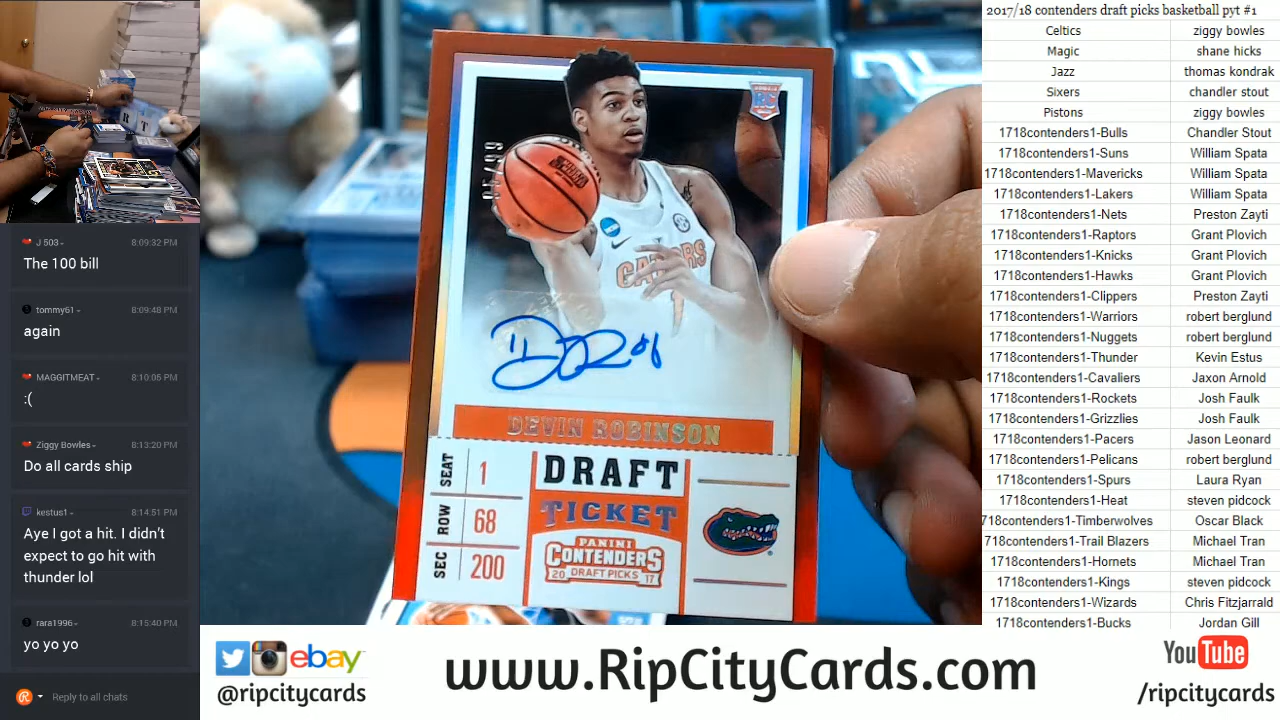 J 503 8:09:32 PM
The 100 bill
tommy61 8:09:48 PM
again
MAGGITMEAT 8:10:05 PM
:(
Ziggy Bowles 8:13:20 PM
Do all cards ship
kestus1 8:14:51 PM
Aye I got a hit. I didn't
expect to go hit with
thunder lol
rara1996 8:15:40 PM
yo yo yo
Reply to all chats
GATORS
1
DEVIN ROBINSON
SEAT 1
ROW 68
SEC 200
DRAFT
TICKET
PANINI
CONTENDERS
20 DRAFT PICKS 17
2017/18 contenders draft picks basketball pyt #1
Celtics ziggy bowles
Magic shane hicks
Jazz thomas kondrak
Sixers chandler stout
Pistons ziggy bowles
1718contenders1-Bulls Chandler Stout
1718contenders1-Suns William Spata
1718contenders1-Mavericks William Spata
1718contenders1-Lakers William Spata
1718contenders1-Nets Preston Zayti
1718contenders1-Raptors Grant Plovich
1718contenders1-Knicks Grant Plovich
1718contenders1-Hawks Grant Plovich
1718contenders1-Clippers Preston Zayti
1718contenders1-Warriors robert berglund
1718contenders1-Nuggets robert berglund
1718contenders1-Thunder Kevin Estus
1718contenders1-Cavaliers Jaxon Arnold
1718contenders1-Rockets Josh Faulk
1718contenders1-Grizzlies Josh Faulk
1718contenders1-Pacers Jason Leonard
1718contenders1-Pelicans robert berglund
1718contenders1-Spurs Laura Ryan
1718contenders1-Heat steven pidcock
718contenders1-Timberwolves Oscar Black
718contenders1-Trail Blazers Michael Tran
1718contenders1-Hornets Michael Tran
1718contenders1-Kings steven pidcock
1718contenders1-Wizards Chris Fitzjarrald
1718contenders1-Bucks Jordan Gill
ebay
@ripcitycards
www.RipCityCards.com
YouTube
/ripcitycards